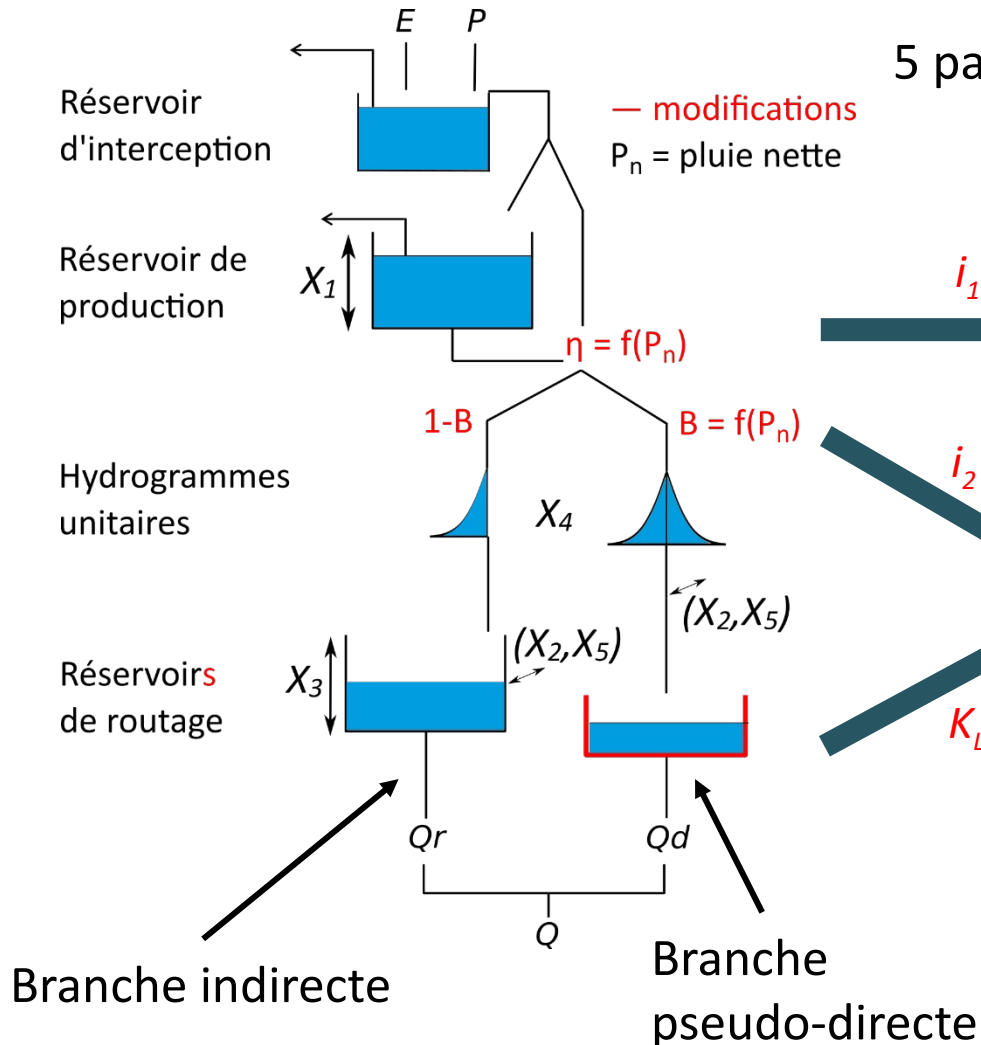 E P
5 pa
Réservoir
d'interception
— modifications
Pₙ = pluie nette
Réservoir de
production
X₁
i₁
η = f(Pₙ)
1-B
B = f(Pₙ)
i₂
Hydrogrammes
unitaires
X₄
(X₂,X₅)
(X₂,X₅)
Réservoirs
de routage
X₃
K_L
Qr
Qd
Q
Branche indirecte
Branche
pseudo-directe